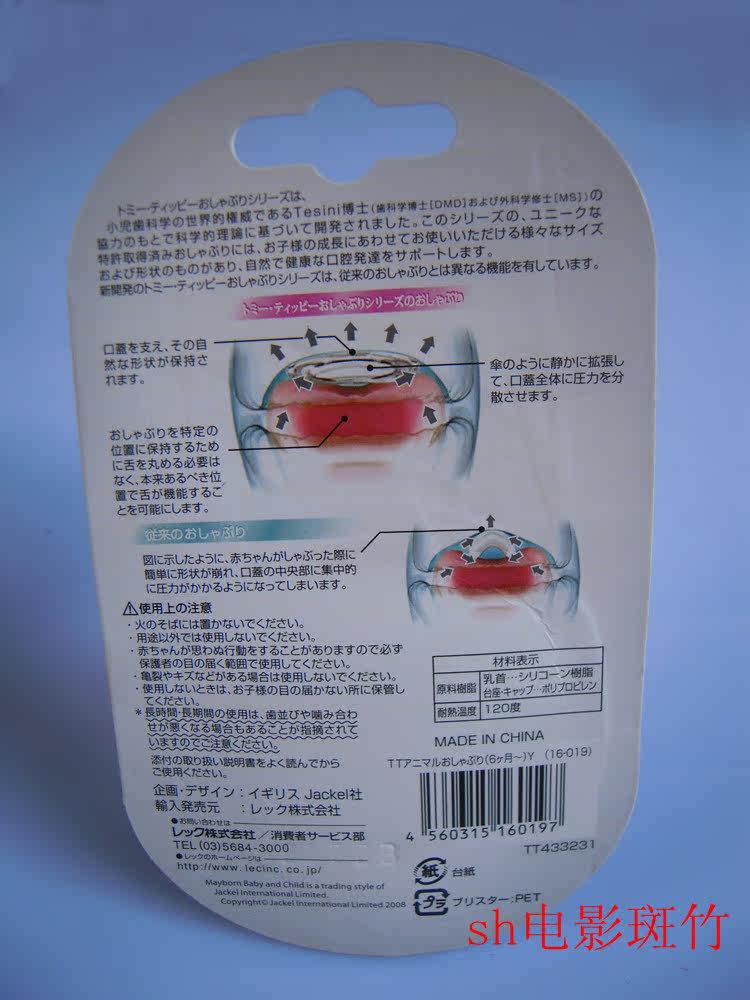 トミー・ティッピーおしゃぶりシリーズは、
小児歯科学の世界的権威であるTesini博士(歯科学博士[DMD]および外科学修士[MS])の
協力のもとで科学的理論に基づいて開発されました。このシリーズの、ユニークな
特許取得済みおしゃぶりには、お子様の成長にあわせてお使いいただける様々なサイズ
および形状のものがあり、自然で健康な口腔発達をサポートします。
新開発のトミー・ティッピーおしゃぶりシリーズは、従来のおしゃぶりとは異なる機能を有しています。
トミー・ティッピーおしゃぶりシリーズのおしゃぶり
口蓋を支え、その自
然な形状が保持さ
れます。
傘のように静かに拡張し
て、口蓋全体に圧力を分
散させます。
おしゃぶりを特定の
位置に保持するため
に舌を丸める必要は
なく、本来あるべき位
置で舌が機能するこ
とを可能にします。
従来のおしゃぶり
図に示したように、赤ちゃんがしゃぶった際に
簡単に形状が崩れ、口蓋の中央部に集中的
に圧力がかかるようになってしまいます。
⚠使用上の注意
・火のそばには置かないでください。
・用途以外では使用しないでください。
・赤ちゃんが思わぬ行動をすることがありますので必ず
保護者の目の届く範囲で使用してください。
・亀裂やキズなどがある場合は使用しないでください。
・使用しないときは、お子様の目の届かない所に保管し
てください。
*長時間・長期間の使用は、歯並びや噛み合わ
せが悪くなる場合もあることが指摘されて
いますのでご注意ください。
添付の取り扱い説明書をよく読んでから
ご使用ください。
材料表示
原料樹脂 乳首…シリコーン樹脂
台座・キャップ…ポリプロピレン
耐熱温度 120度
MADE IN CHINA
TTアニマルおしゃぶり(6ヶ月〜)Y (16-019)
4 560315 160197
TT433231
企画・デザイン:イギリス Jackel社
輸入発売元 :レック株式会社
●お問い合わせは
レック株式会社/消費者サービス部
TEL (03)5684-3000
●レックのホームページは
http://www.lecinc.co.jp/
Mayborn Baby and Child is a trading style of
Jackel International Limited.
Copyright© Jackel International Limited 2008
紙 台紙
プラ ブリスター:PET
sh电影斑竹